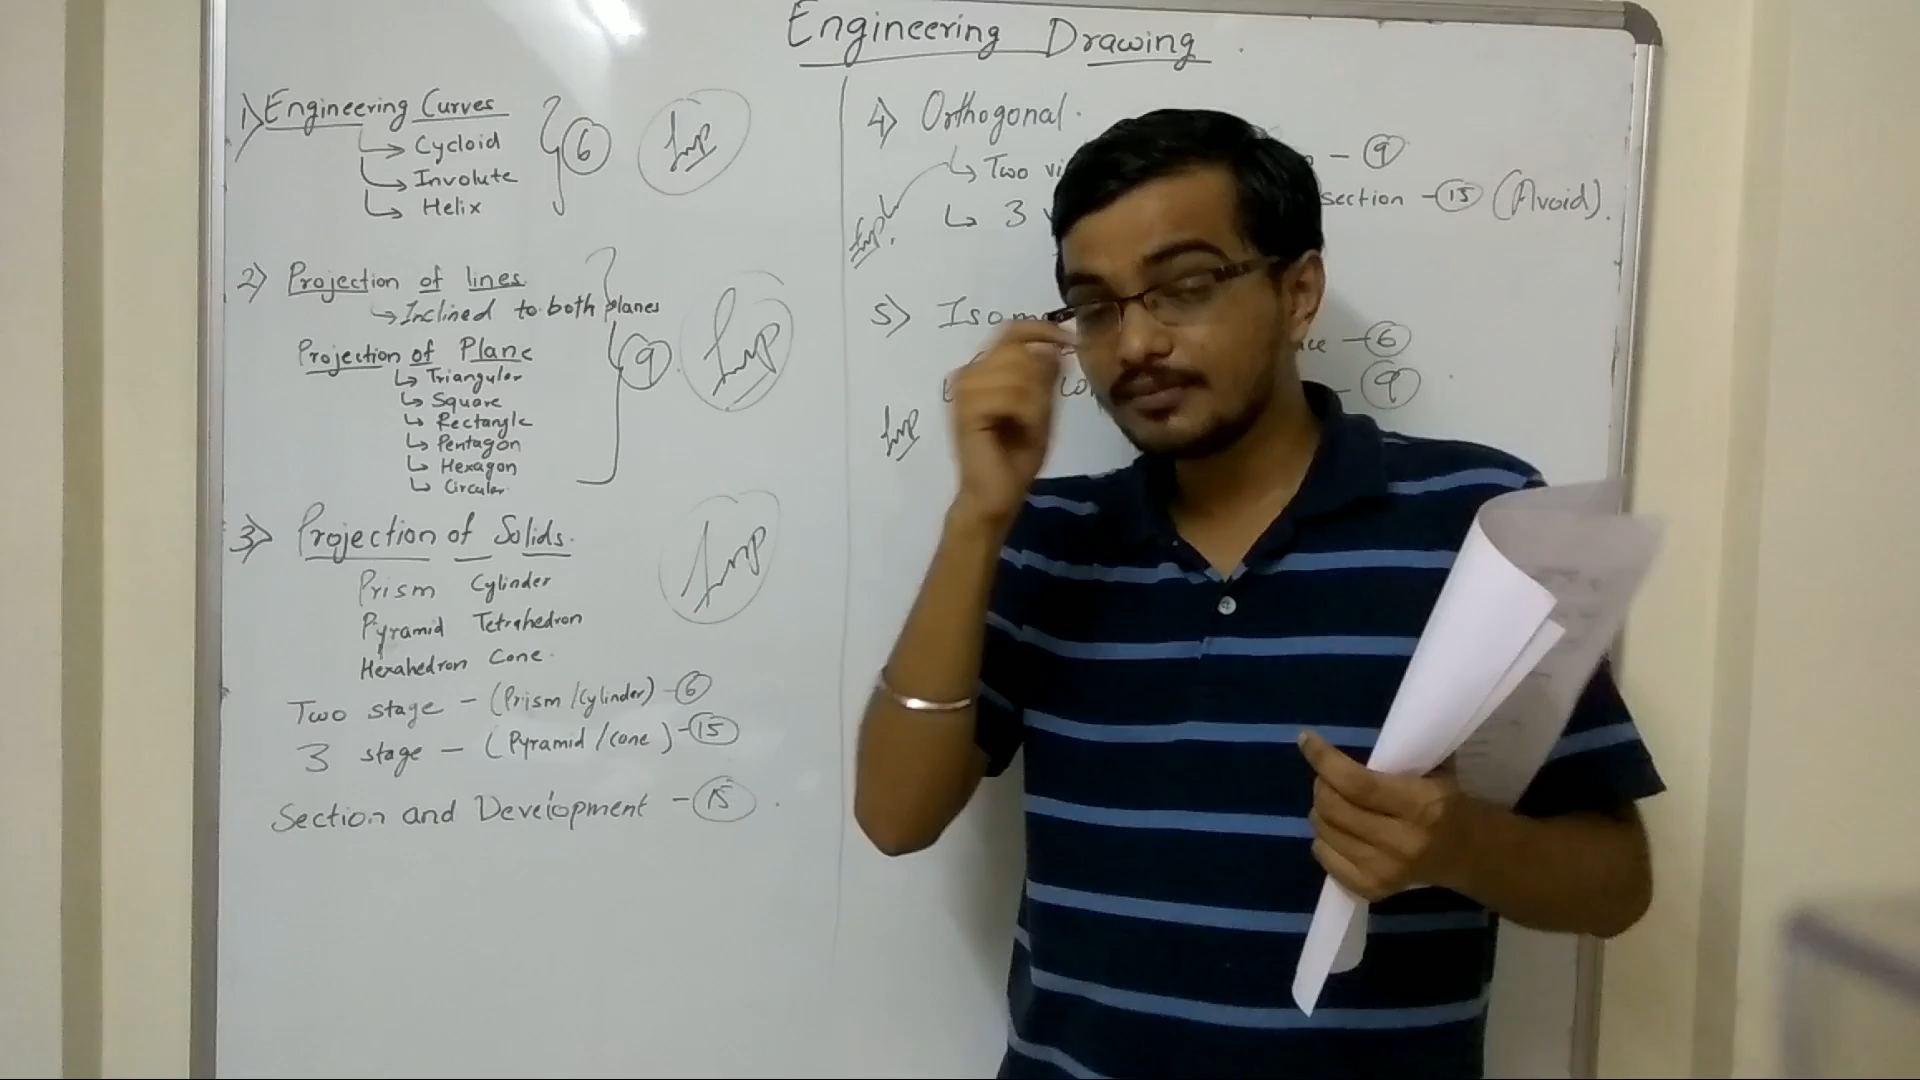 Engineering Drawing
1) Engineering Curves
Cycloid
Involute
Helix
6
Imp
2) Projection of lines
Inclined to both planes
Projection of Plane
Triangular
Square
Rectangle
Pentagon
Hexagon
Circular
9
Imp
3) Projection of Solids
Imp
Prism Cylinder
Pyramid Tetrahedron
Hexahedron Cone
Two stage - (Prism/Cylinder) - 6
3 stage - (Pyramid/cone) - 15
Section and Development - 15
4) Orthogonal
Two - 9
3 section - 15 (Avoid)
Imp
5)
- 6
- 9
Imp